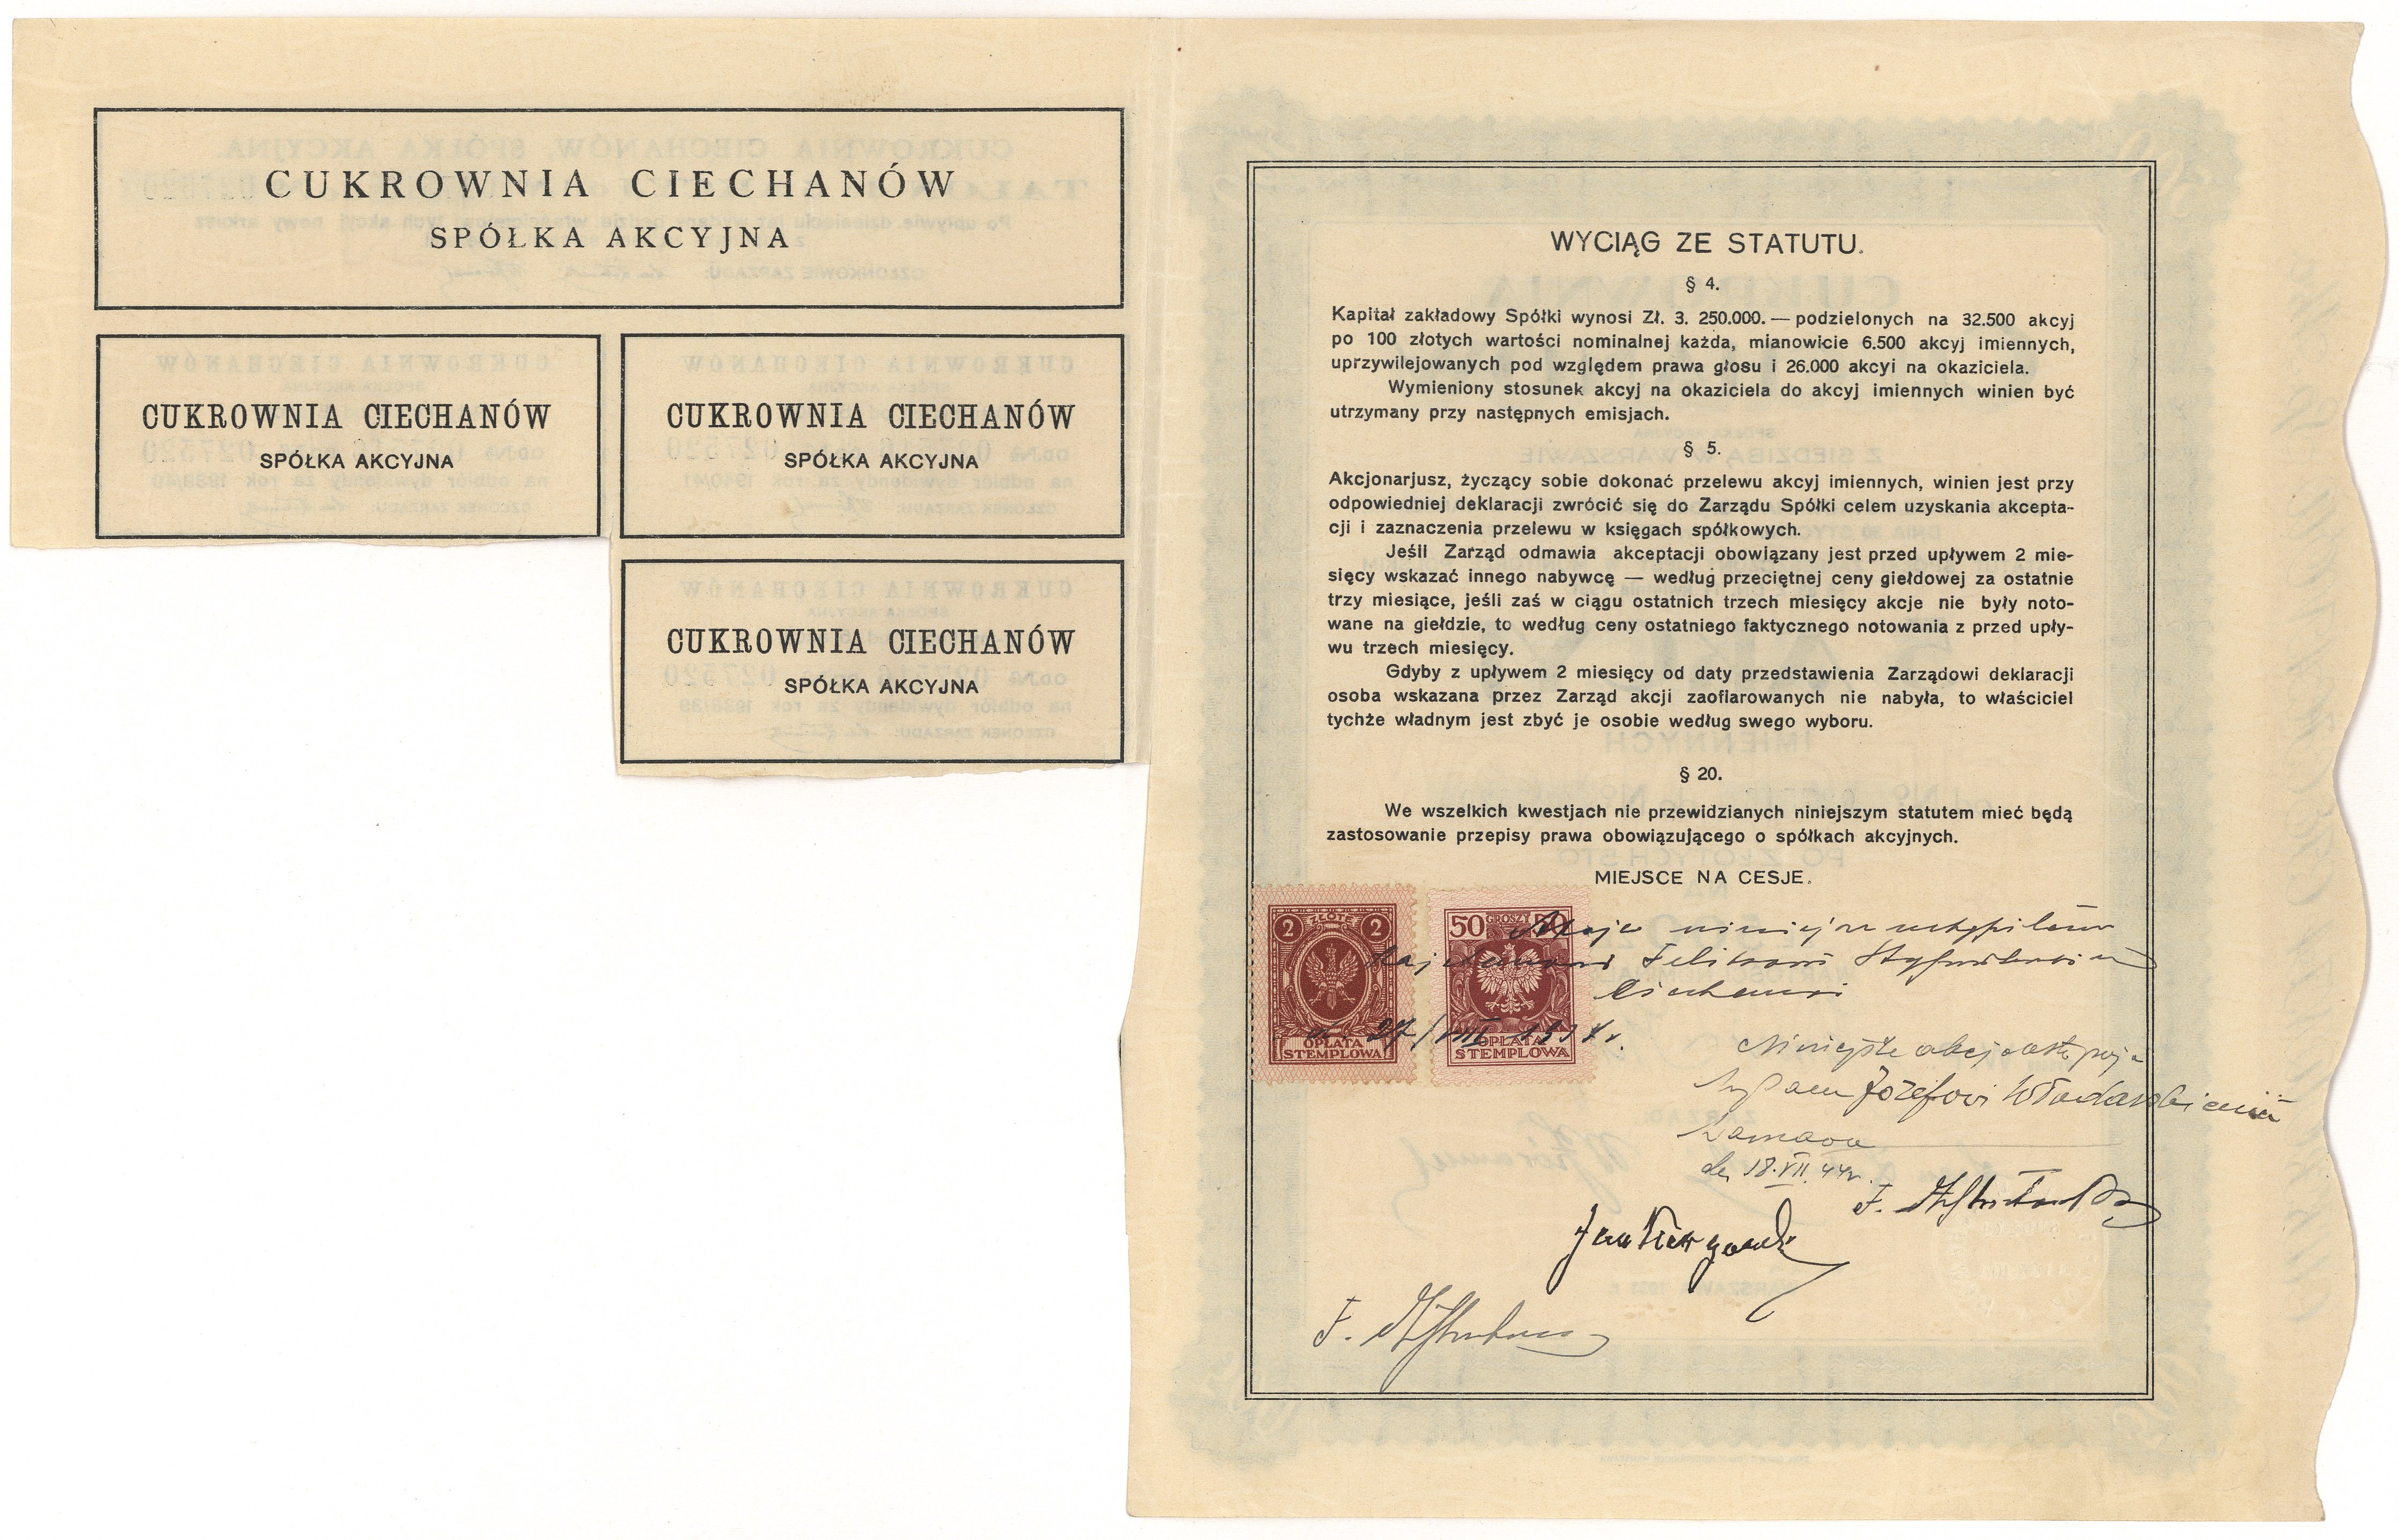 CUKROWNIA CIECHANÓW
SPÓŁKA AKCYJNA
CUKROWNIA CIECHANÓW
SPÓŁKA AKCYJNA
CUKROWNIA CIECHANÓW
SPÓŁKA AKCYJNA
CUKROWNIA CIECHANÓW
SPÓŁKA AKCYJNA
WYCIĄG ZE STATUTU.
§ 4.
Kapitał zakładowy Spółki wynosi Zł. 3. 250.000. — podzielonych na 32.500 akcyj
po 100 złotych wartości nominalnej każda, mianowicie 6.500 akcyj imiennych,
uprzywilejowanych pod względem prawa głosu i 26.000 akcyi na okaziciela.
Wymieniony stosunek akcyj na okaziciela do akcyj imiennych winien być
utrzymany przy następnych emisjach.
§ 5.
Akcjonarjusz, życzący sobie dokonać przelewu akcyj imiennych, winien jest przy
odpowiedniej deklaracji zwrócić się do Zarządu Spółki celem uzyskania akcepta-
cji i zaznaczenia przelewu w księgach spółkowych.
Jeśli Zarząd odmawia akceptacji obowiązany jest przed upływem 2 mie-
sięcy wskazać innego nabywcę — według przeciętnej ceny giełdowej za ostatnie
trzy miesiące, jeśli zaś w ciągu ostatnich trzech miesięcy akcje nie były noto-
wane na giełdzie, to według ceny ostatniego faktycznego notowania z przed upły-
wu trzech miesięcy.
Gdyby z upływem 2 miesięcy od daty przedstawienia Zarządowi deklaracji
osoba wskazana przez Zarząd akcji zaofiarowanych nie nabyła, to właściciel
tychże władnym jest zbyć je osobie według swego wyboru.
§ 20.
We wszelkich kwestjach nie przewidzianych niniejszym statutem mieć będą
zastosowanie przepisy prawa obowiązującego o spółkach akcyjnych.
MIEJSCE NA CESJE.
2 ZŁOTE 2
OPŁATA
STEMPLOWA
50 GROSZY 50
OPŁATA
STEMPLOWA
27/VIII
Józefowi
18.VII.44r.
F.
Jan
F.